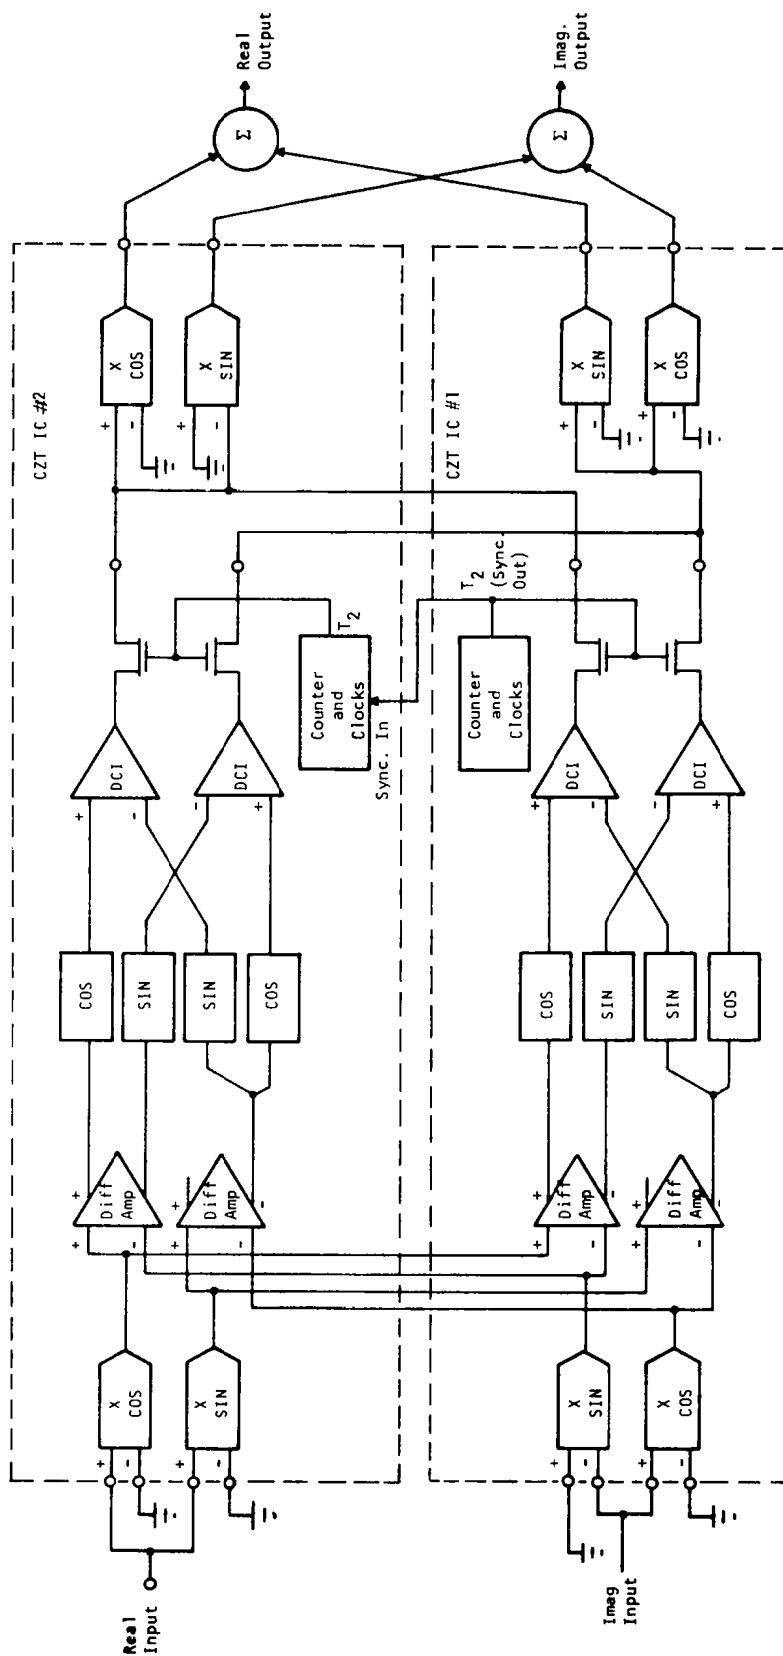 Real
Output
Imag.
Output
Σ
Σ
CZT IC #2
X
COS
X
SIN
+
-
+
-
CZT IC #1
X
SIN
X
COS
+
-
+
-
T2
Counter
and
Clocks
Sync. In
T2
(Sync.
Out)
Counter
and
Clocks
DCI
DCI
+
-
-
+
DCI
DCI
+
-
-
+
COS
SIN
SIN
COS
COS
SIN
SIN
COS
+
Diff
Amp
+
-
Diff
Amp
+
-
-
+
Diff
Amp
+
-
Diff
Amp
+
-
-
X
COS
X
SIN
+
-
+
-
X
SIN
X
COS
+
-
+
-
Real
Input
Imag
Input